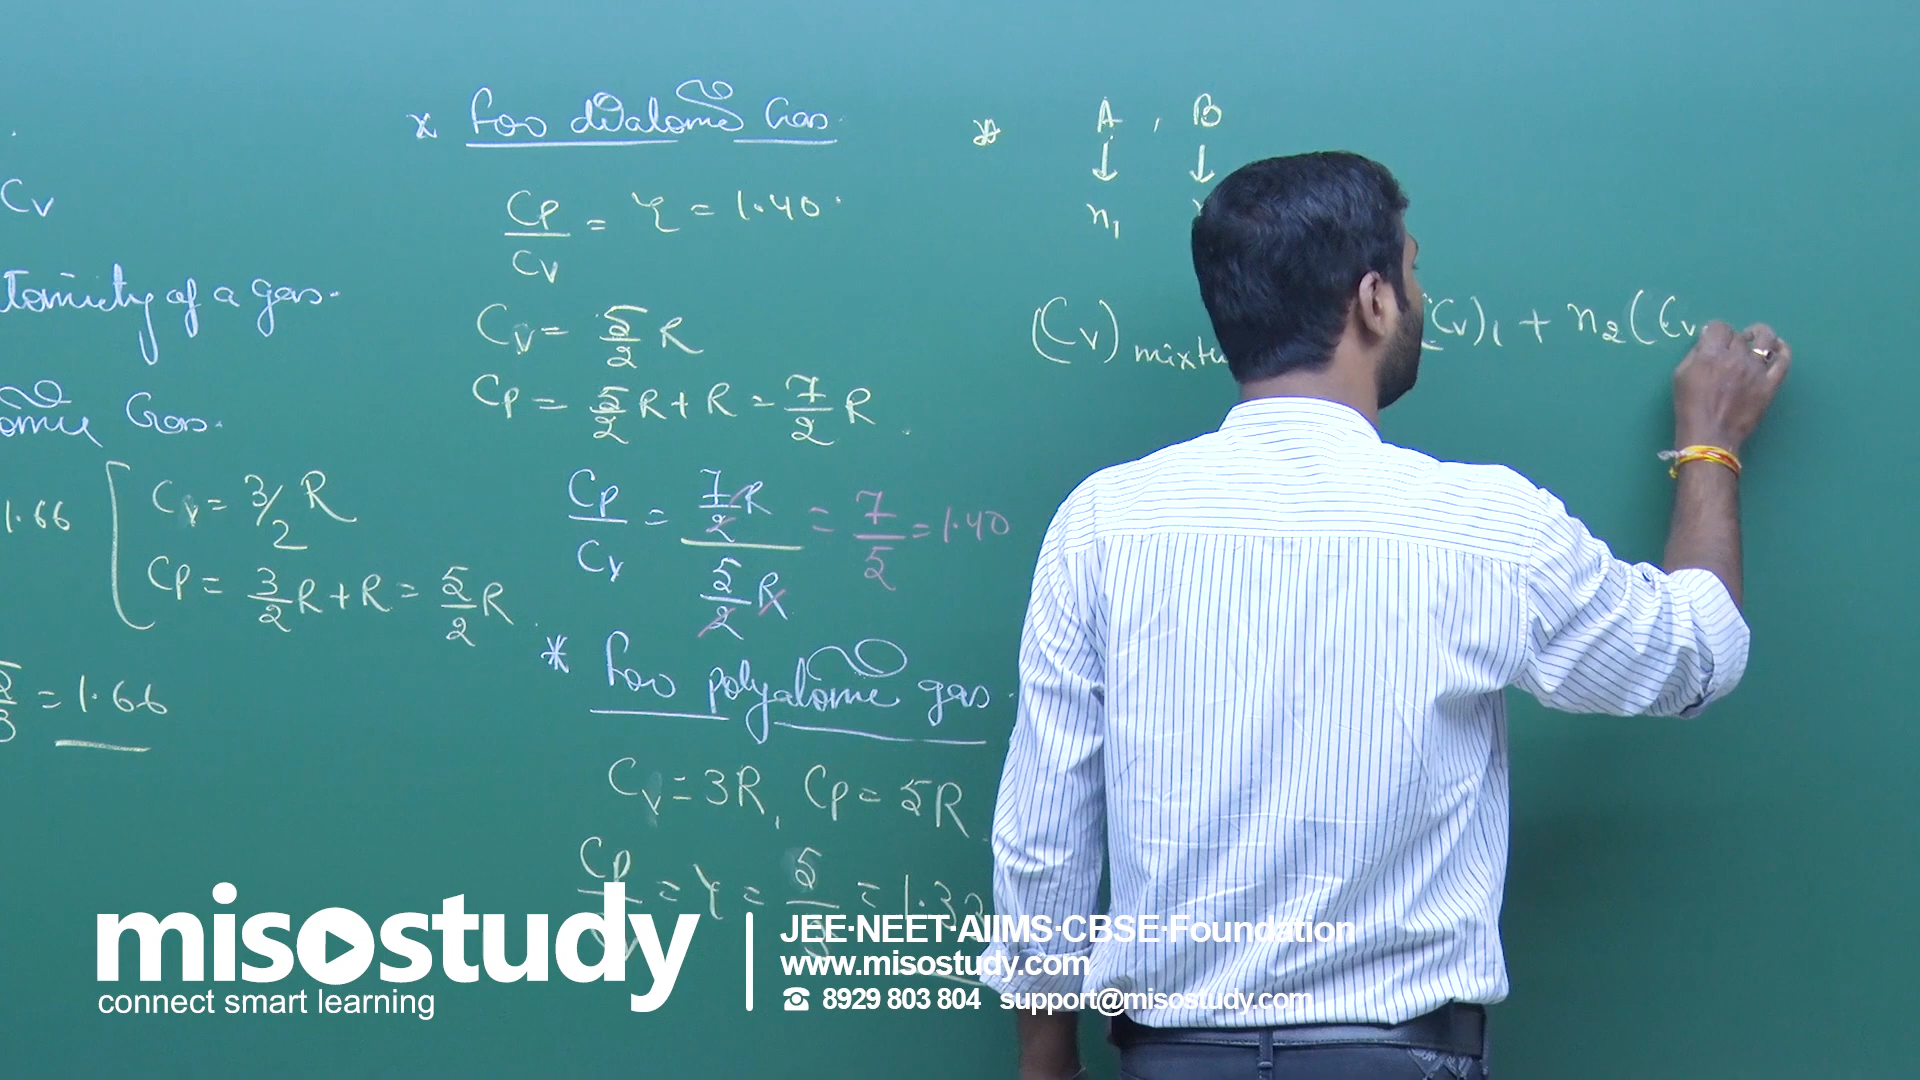 Cv
tomicity of a gas.
omic Gas.
1.66
Cv = 3/2 R
Cp = 3/2 R + R = 5/2 R
= 1.66
x For diatomic Gas.
Cp/Cv = γ = 1.40
Cv = 5/2 R
Cp = 5/2 R + R = 7/2 R
Cp/Cv = 7/2 R / 5/2 R = 7/5 = 1.40
* For polyatomic gas
Cv = 3R, Cp = 5R
= γ = 5
* A , B
n1
(Cv) mixtu (Cv)1 + n2 (Cv
misostudy
connect smart learning
JEE·NEET·AIIMS·CBSE·Foundation
www.misostudy.com
8929 803 804 support@misostudy.com